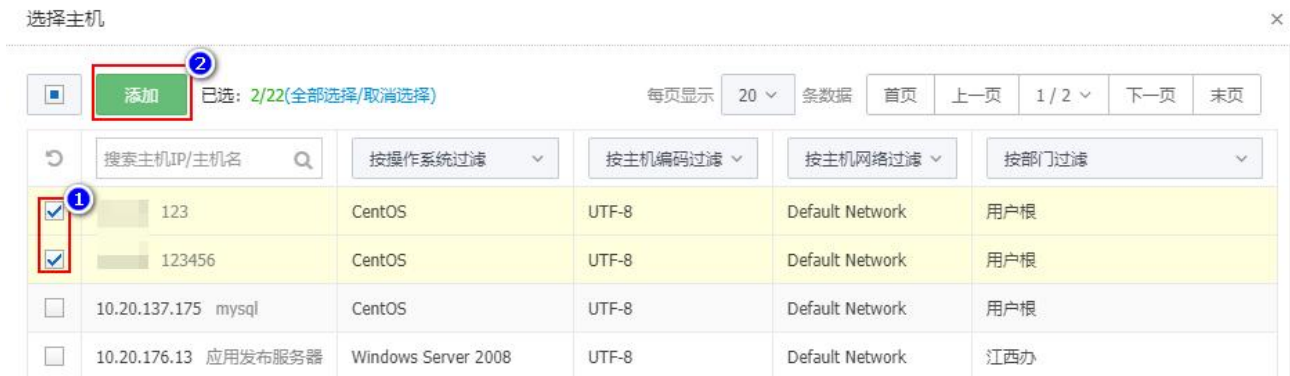 选择主机
×
2
添加 已选: 2/22(全部选择/取消选择) 每页显示 20 条数据 首页 上一页 1 / 2 下一页 末页
搜索主机IP/主机名 按操作系统过滤 按主机编码过滤 按主机网络过滤 按部门过滤
1
123 CentOS UTF-8 Default Network 用户根
123456 CentOS UTF-8 Default Network 用户根
10.20.137.175 mysql CentOS UTF-8 Default Network 用户根
10.20.176.13 应用发布服务器 Windows Server 2008 UTF-8 Default Network 江西办